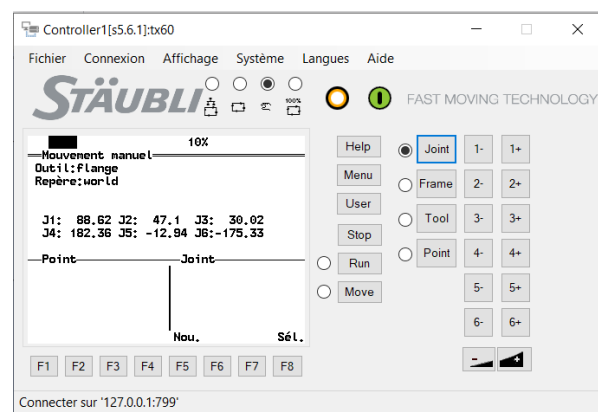 Controller1[s5.6.1]:tx60
Fichier Connexion Affichage Système Langues Aide
STÄUBLI 100% FAST MOVING TECHNOLOGY
10%
Mouvement manuel
Outil:flange
Repère:world
J1: 88.62 J2: 47.1 J3: 30.02
J4: 182.36 J5: -12.94 J6:-175.33
Point Joint
Nou. Sél.
F1 F2 F3 F4 F5 F6 F7 F8
Help
Menu
User
Stop
Run
Move
Joint 1- 1+
Frame 2- 2+
Tool 3- 3+
Point 4- 4+
5- 5+
6- 6+
- +
Connecter sur '127.0.0.1:799'